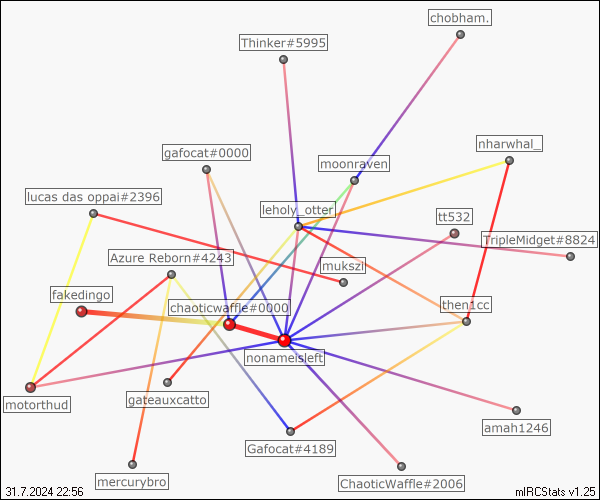 chobham.
Thinker#5995
nharwhal_
gafocat#0000
moonraven
lucas das oppai#2396
leholy_otter
tt532
TripleMidget#8824
Azure Reborn#4243
mukszi
fakedingo
chaoticwaffle#0000
then1cc
nonameisleft
motorthud
gateauxcatto
amah1246
Gafocat#4189
mercurybro
ChaoticWaffle#2006
31.7.2024 22:56
mIRCStats v1.25